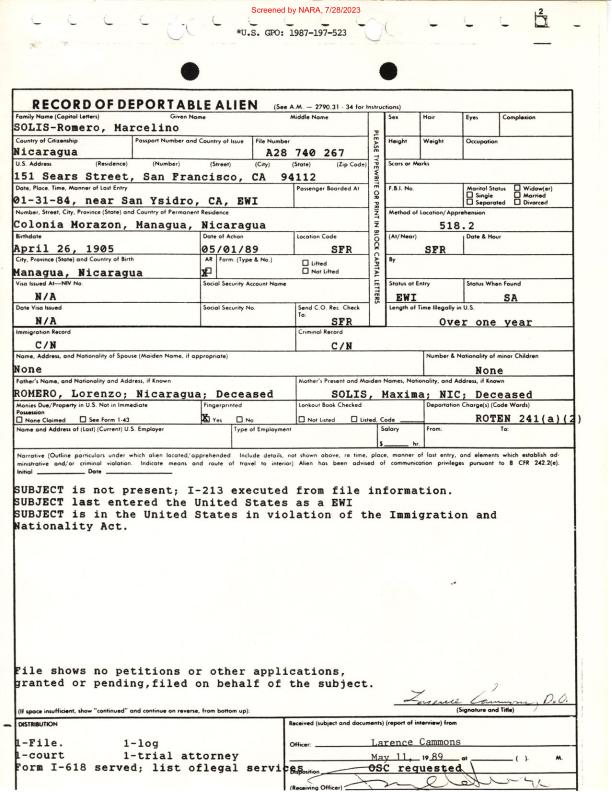 Screened by NARA, 7/28/2023
2
*U.S. GPO: 1987-197-523
RECORD OF DEPORTABLE ALIEN (See A.M. — 2790.31 - 34 for Instructions)
PLEASE TYPEWRITE OR PRINT IN BLOCK CAPITAL LETTERS
Family Name (Capital Letters) Given Name Middle Name Sex Hair Eyes Complexion
SOLIS-Romero, Marcelino
Country of Citizenship Passport Number and Country of Issue File Number Height Weight Occupation
Nicaragua A28 740 267
U.S. Address (Residence) (Number) (Street) (City) (State) (Zip Code) Scars or Marks
151 Sears Street, San Francisco, CA 94112
Date, Place, Time, Manner of Last Entry Passenger Boarded At F.B.I. No. Marital Status Widow(er)
Single Married
Separated Divorced
01-31-84, near San Ysidro, CA, EWI
Number, Street, City, Province (State) and Country of Permanent Residence Method of Location/Apprehension
Colonia Morazon, Managua, Nicaragua 518.2
Birthdate Date of Action Location Code (At/Near) Date & Hour
April 26, 1905 05/01/89 SFR SFR
City, Province (State) and Country of Birth AR Form: (Type & No.) Lifted By
Managua, Nicaragua X Not Lifted
Visa Issued At—NIV No. Social Security Account Name Status at Entry Status When Found
N/A EWI SA
Date Visa Issued Social Security No. Send C.O. Rec. Check To: Length of Time Illegally in U.S.
N/A SFR Over one year
Immigration Record Criminal Record
C/N C/N
Name, Address, and Nationality of Spouse (Maiden Name, if appropriate) Number & Nationality of minor Children
None None
Father's Name, and Nationality and Address, if Known Mother's Present and Maiden Names, Nationality, and Address, if Known
ROMERO, Lorenzo; Nicaragua; Deceased SOLIS, Maxima; NIC; Deceased
Monies Due/Property in U.S. Not in Immediate Possession Fingerprinted Lookout Book Checked Deportation Charge(s) (Code Words)
None Claimed See Form 1-43 X Yes No Not Listed Listed, Code ROTEN 241(a)(2)
Name and Address of (Last) (Current) U.S. Employer Type of Employment Salary From: To:
$ hr.
Narrative (Outline particulars under which alien located/apprehended. Include details, not shown above, re time, place, manner of last entry, and elements which establish ad-
ministrative and/or criminal violation. Indicate means and route of travel to interior) Alien has been advised of communication privileges pursuant to 8 CFR 242.2(e).
Initial Date
SUBJECT is not present; I-213 executed from file information.
SUBJECT last entered the United States as a EWI
SUBJECT is in the United States in violation of the Immigration and
Nationality Act.
File shows no petitions or other applications,
granted or pending,filed on behalf of the subject.
(If space insufficient, show "continued" and continue on reverse, from bottom up): (Signature and Title)
DISTRIBUTION Received (subject and documents) (report of interview) from
1-File. 1-log Officer: Larence Cammons
1-court 1-trial attorney May 11, 19 89 at ( ). M.
Form I-618 served; list oflegal services Disposition OSC requested
(Receiving Officer)